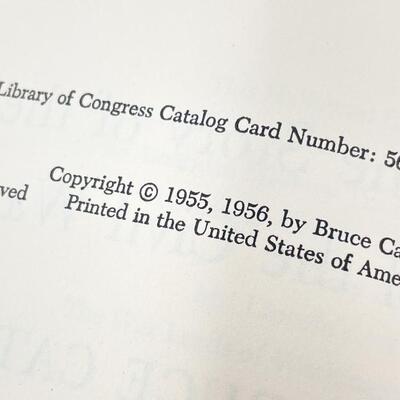 Library of Congress Catalog Card Number: 56
Copyright © 1955, 1956, by Bruce Ca
ved
Printed in the United States of Ame